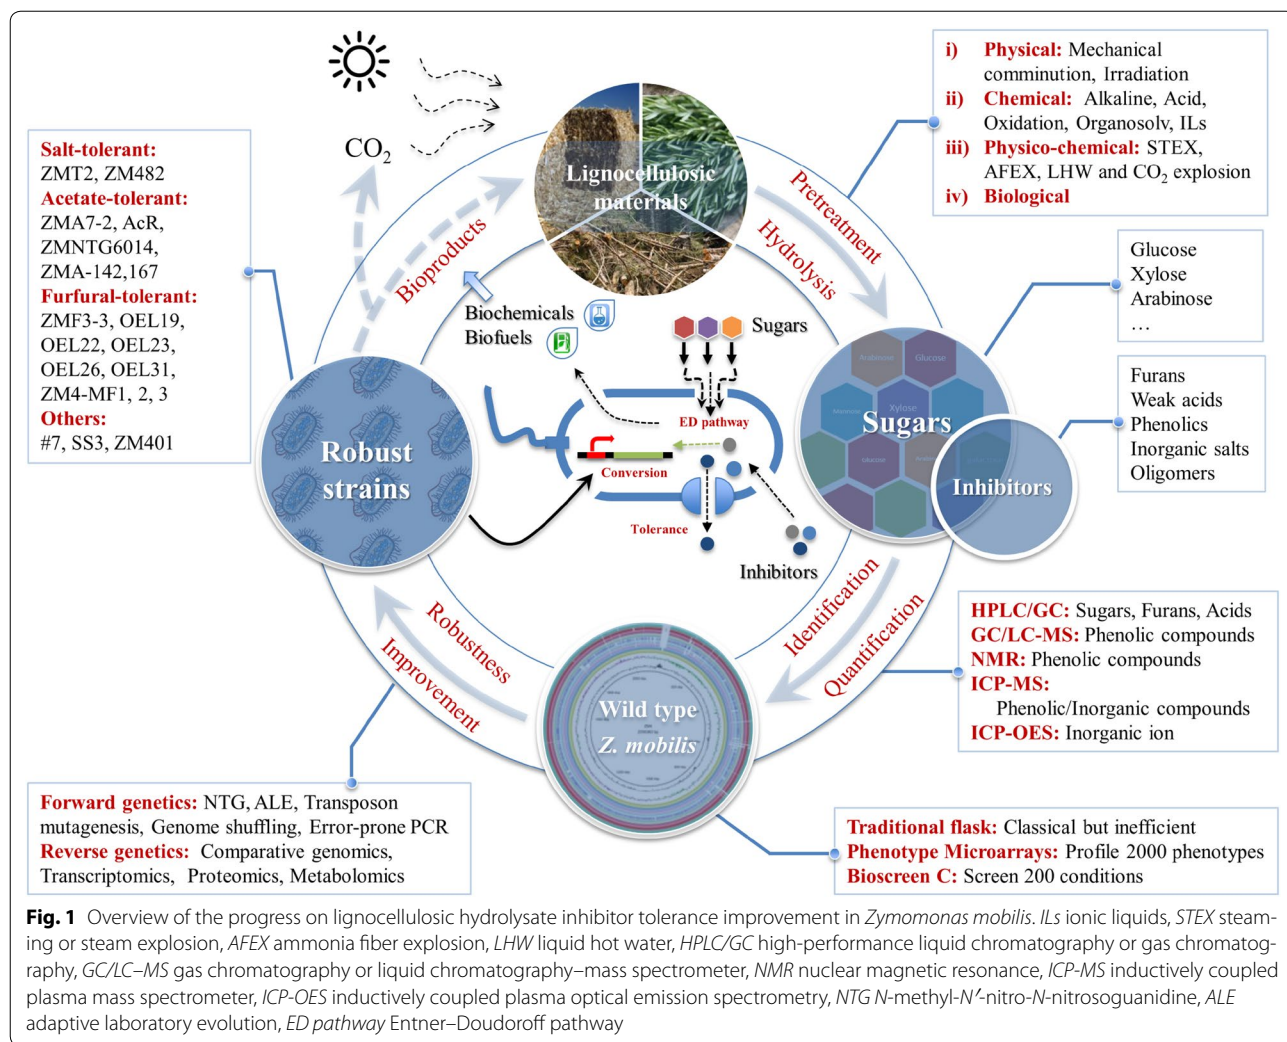 CO2
Salt-tolerant:
ZMT2, ZM482
Acetate-tolerant:
ZMA7-2, AcR,
ZMNTG6014,
ZMA-142,167
Furfural-tolerant:
ZMF3-3, OEL19,
OEL22, OEL23,
OEL26, OEL31,
ZM4-MF1, 2, 3
Others:
#7, SS3, ZM401
Lignocellulosic
materials
i) Physical: Mechanical
comminution, Irradiation
ii) Chemical: Alkaline, Acid,
Oxidation, Organosolv, ILs
iii) Physico-chemical: STEX,
AFEX, LHW and CO2 explosion
iv) Biological
Pretreatment
Hydrolysis
Bioproducts
Biochemicals
Biofuels
Sugars
Glucose
Xylose
Arabinose
…
Arabinose
Glucose
Xylose
Glucose
Sugars
Inhibitors
Furans
Weak acids
Phenolics
Inorganic salts
Oligomers
ED pathway
Conversion
Tolerance
Inhibitors
Robust
strains
Identification
Quantification
HPLC/GC: Sugars, Furans, Acids
GC/LC-MS: Phenolic compounds
NMR: Phenolic compounds
ICP-MS:
Phenolic/Inorganic compounds
ICP-OES: Inorganic ion
Robustness
Improvement
Wild type
Z. mobilis
Forward genetics: NTG, ALE, Transposon
mutagenesis, Genome shuffling, Error-prone PCR
Reverse genetics: Comparative genomics,
Transcriptomics, Proteomics, Metabolomics
Traditional flask: Classical but inefficient
Phenotype Microarrays: Profile 2000 phenotypes
Bioscreen C: Screen 200 conditions
Fig. 1 Overview of the progress on lignocellulosic hydrolysate inhibitor tolerance improvement in Zymomonas mobilis. ILs ionic liquids, STEX steam-
ing or steam explosion, AFEX ammonia fiber explosion, LHW liquid hot water, HPLC/GC high-performance liquid chromatography or gas chromatog-
raphy, GC/LC–MS gas chromatography or liquid chromatography–mass spectrometer, NMR nuclear magnetic resonance, ICP-MS inductively coupled
plasma mass spectrometer, ICP-OES inductively coupled plasma optical emission spectrometry, NTG N-methyl-N′-nitro-N-nitrosoguanidine, ALE
adaptive laboratory evolution, ED pathway Entner–Doudoroff pathway